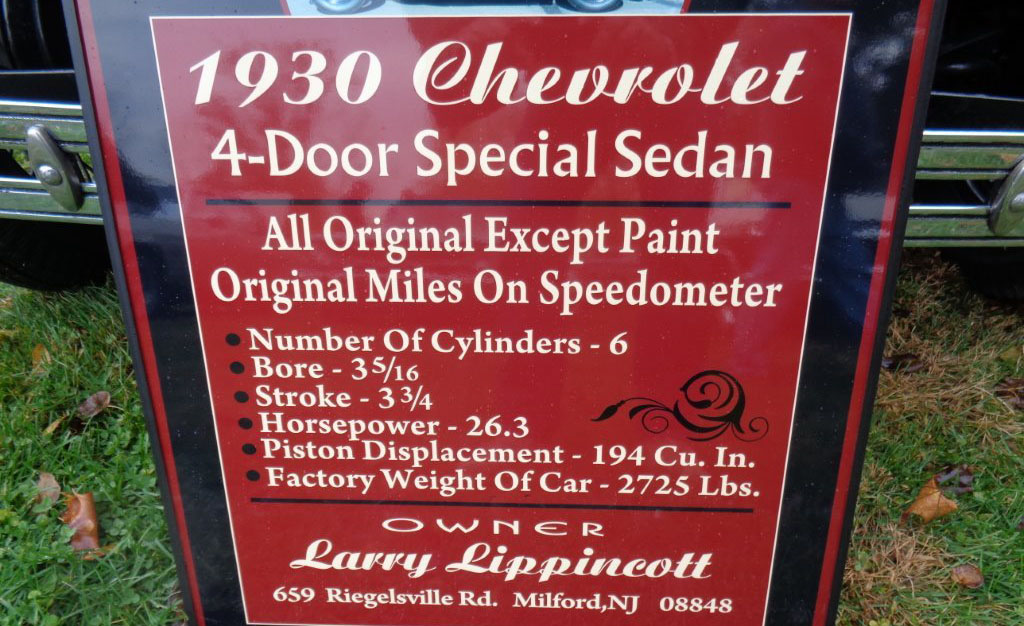 1930 Chevrolet
4-Door Special Sedan
All Original Except Paint
Original Miles On Speedometer
• Number Of Cylinders - 6
• Bore - 3 5/16
• Stroke - 3 3/4
• Horsepower - 26.3
• Piston Displacement - 194 Cu. In.
• Factory Weight Of Car - 2725 Lbs.
OWNER
Larry Lippincott
659 Riegelsville Rd. Milford,NJ 08848